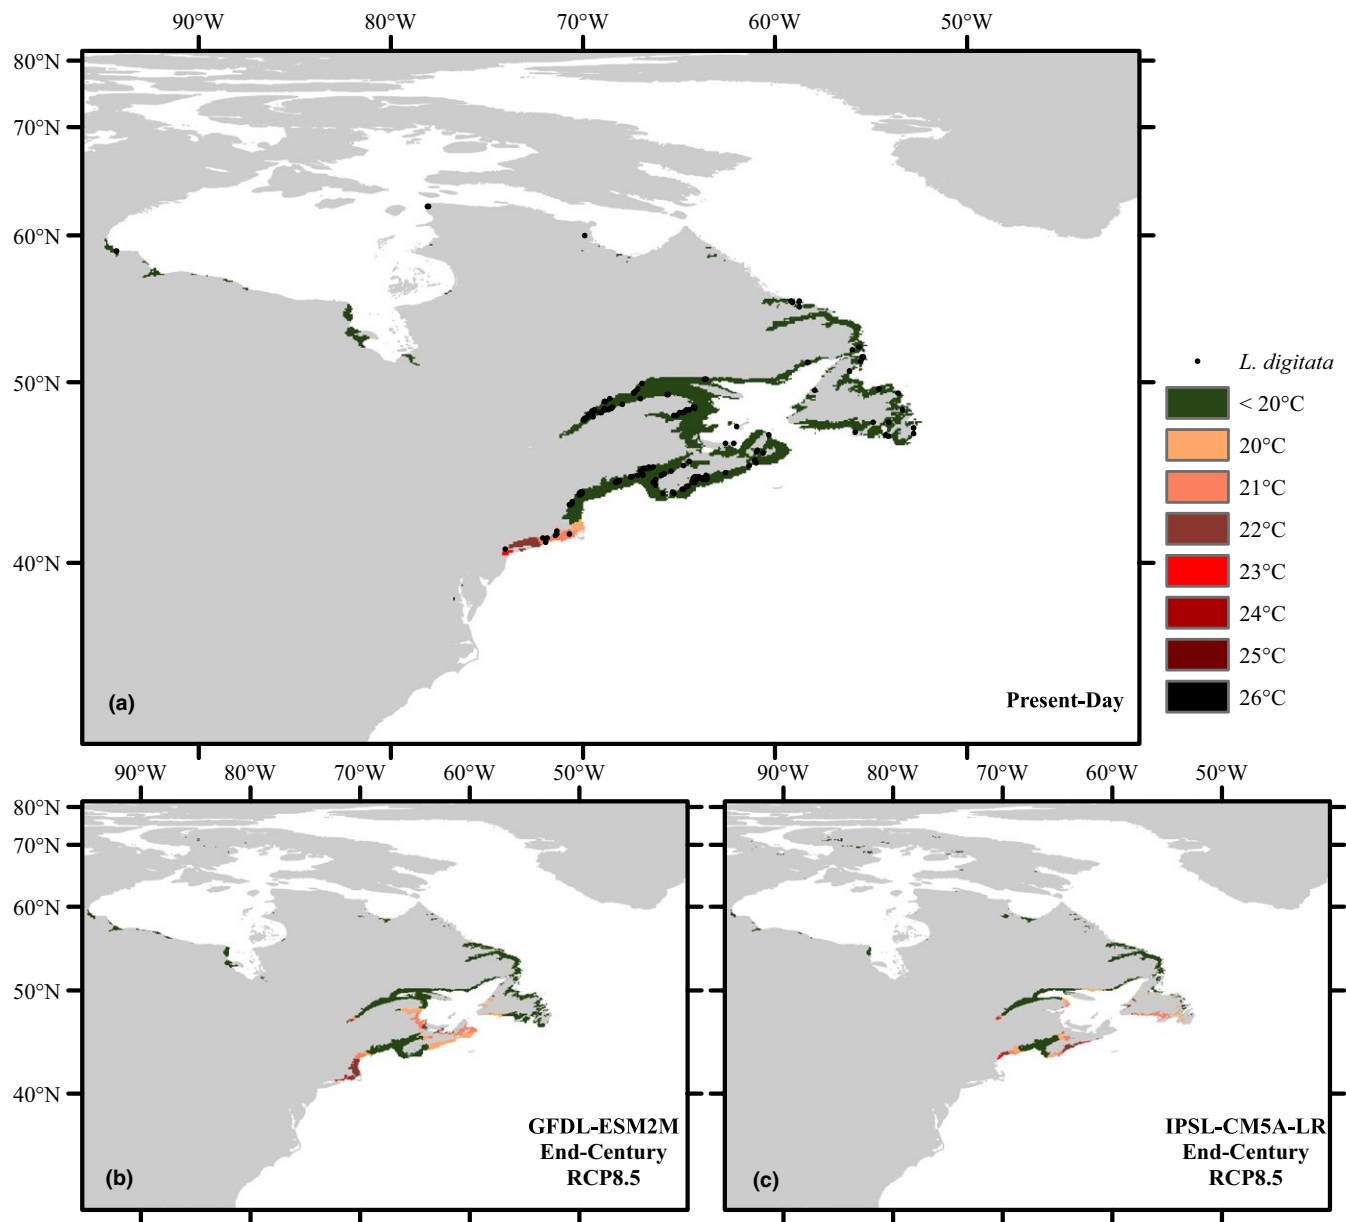 90°W 80°W 70°W 60°W 50°W
80°N
70°N
60°N
50°N
40°N
L. digitata
< 20°C
20°C
21°C
22°C
23°C
24°C
25°C
26°C
(a)
Present-Day
90°W 80°W 70°W 60°W 50°W
90°W 80°W 70°W 60°W 50°W
80°N
70°N
60°N
50°N
40°N
GFDL-ESM2M
End-Century
RCP8.5
(b)
IPSL-CM5A-LR
End-Century
RCP8.5
(c)